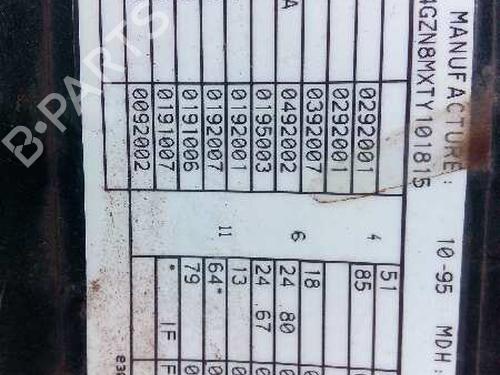 MANUFACTURE: 10-95 MDH:
4GZN8MXTY101815
51
0292001 4 85
0292001
0392007 18
A 0492002 6 24 80
0195003 24 67
0192001 13
0192007 11 64*
0191006 79
0191007 * IF
0092002
B-PARTS